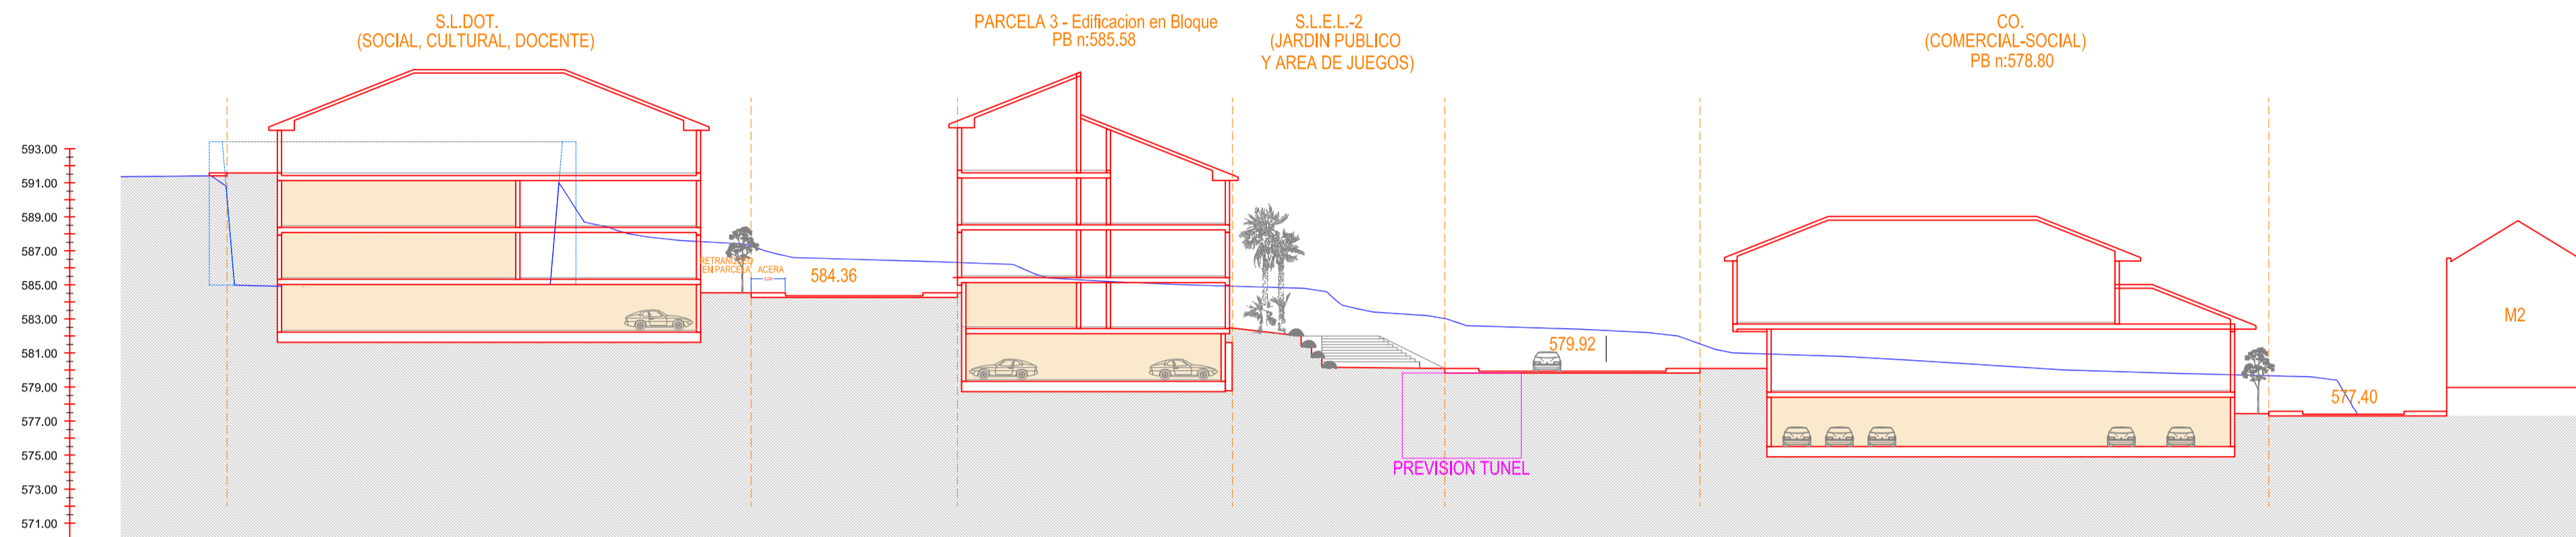 S.L.DOT.
(SOCIAL, CULTURAL, DOCENTE)
PARCELA 3 - Edificacion en Bloque
PB n:585.58
S.L.E.L.-2
(JARDIN PUBLICO
Y AREA DE JUEGOS)
CO.
(COMERCIAL-SOCIAL)
PB n:578.80
593.00
591.00
589.00
587.00
585.00
583.00
581.00
579.00
577.00
575.00
573.00
571.00
RETRANQUEO
EN PARCELA
ACERA
584.36
579.92
PREVISION TUNEL
577.40
M2